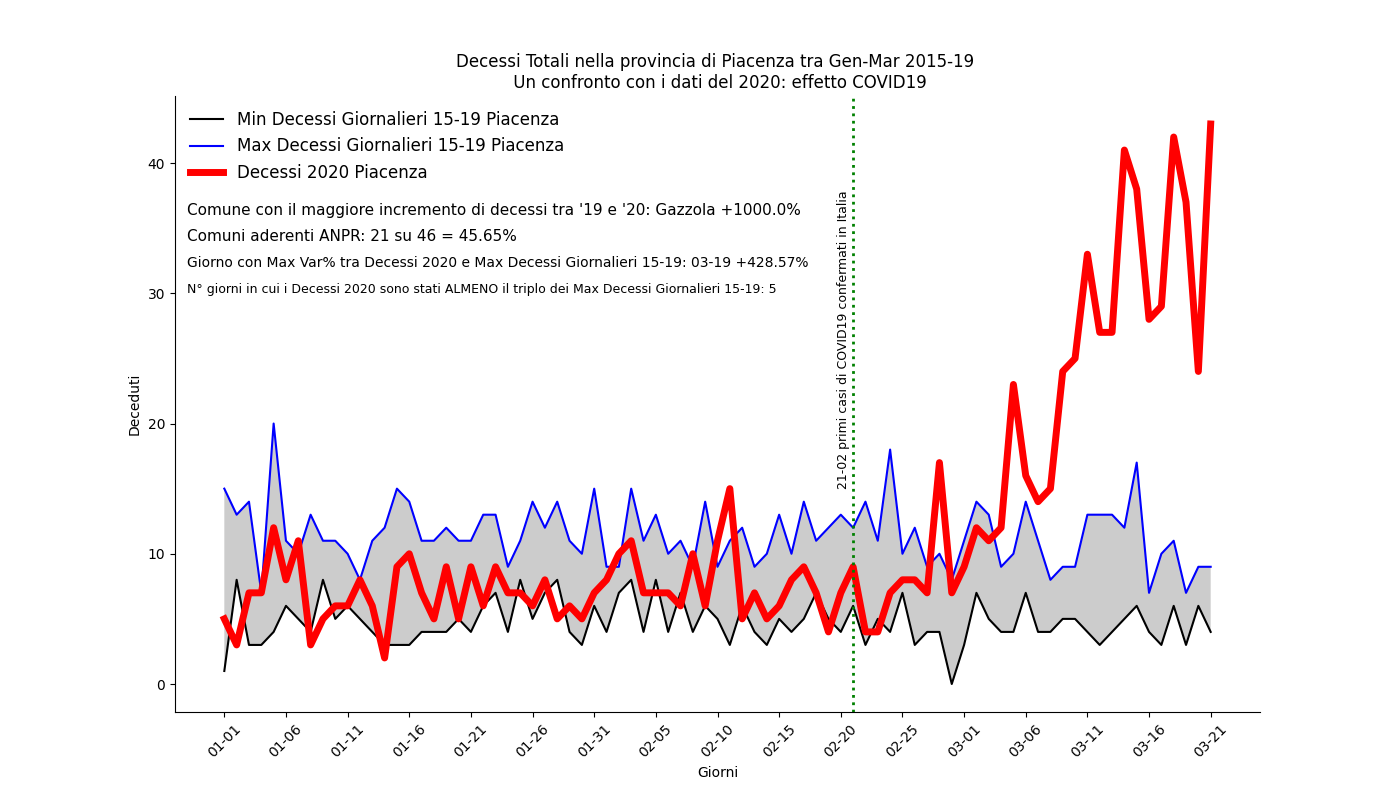 Decessi Totali nella provincia di Piacenza tra Gen-Mar 2015-19
Un confronto con i dati del 2020: effetto COVID19
Min Decessi Giornalieri 15-19 Piacenza
Max Decessi Giornalieri 15-19 Piacenza
Decessi 2020 Piacenza
Comune con il maggiore incremento di decessi tra '19 e '20: Gazzola +1000.0%
Comuni aderenti ANPR: 21 su 46 = 45.65%
Giorno con Max Var% tra Decessi 2020 e Max Decessi Giornalieri 15-19: 03-19 +428.57%
N° giorni in cui i Decessi 2020 sono stati ALMENO il triplo dei Max Decessi Giornalieri 15-19: 5
21-02 primi casi di COVID19 confermati in Italia
Deceduti
40
30
20
10
0
01-01 01-06 01-11 01-16 01-21 01-26 01-31 02-05 02-10 02-15 02-20 02-25 03-01 03-06 03-11 03-16 03-21
Giorni